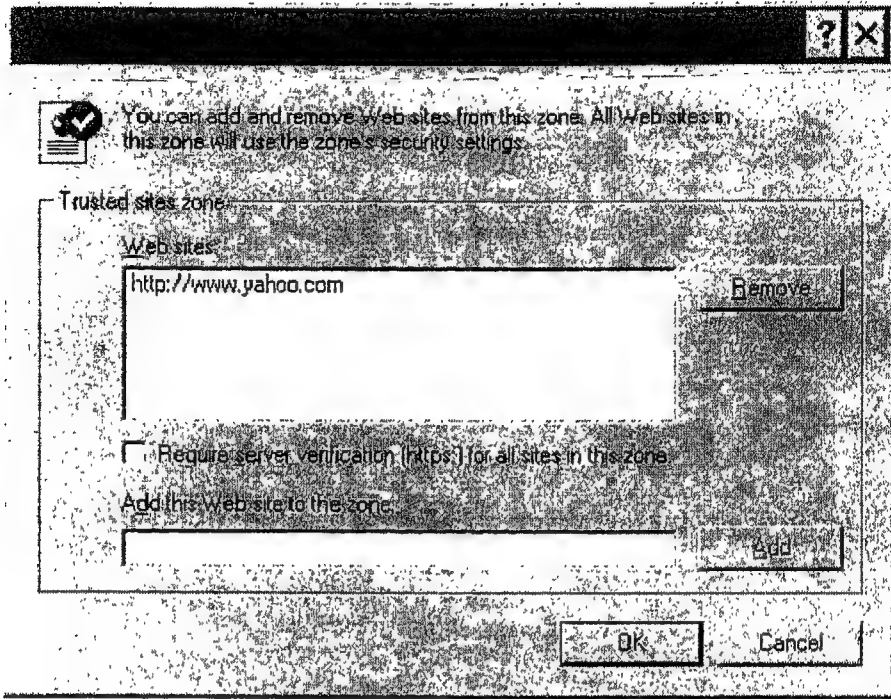 You can add and remove Web sites from this zone. All Web sites in
this zone will use the zone's security settings.
Trusted sites zone
Web sites:
http://www.yahoo.com
Remove
Require server verification (https:) for all sites in this zone
Add this Web site to the zone:
Add
OK
Cancel